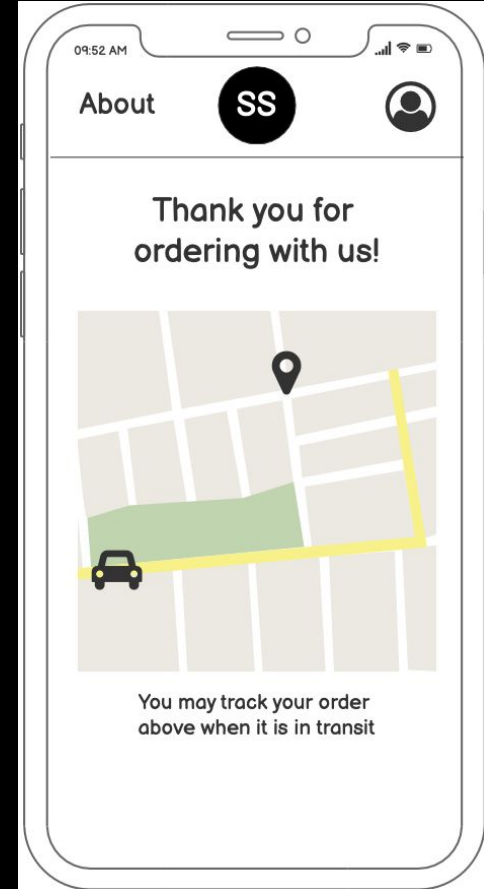 09:52 AM
About
SS
Thank you for
ordering with us!
You may track your order
above when it is in transit